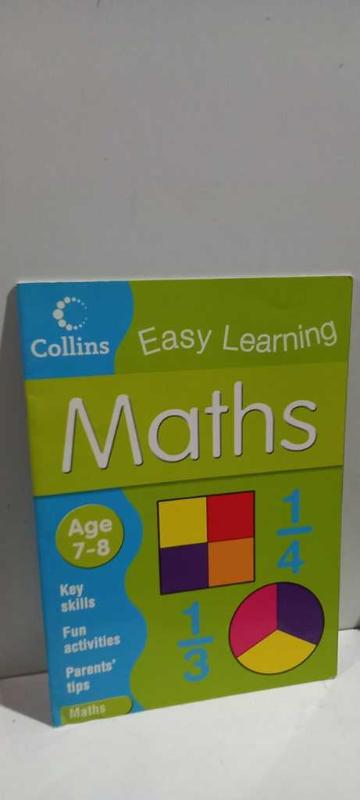 Collins
Easy Learning
Maths
Age
7-8
1
4
Key
skills
Fun
activities
Parents'
tips
1
3
Maths